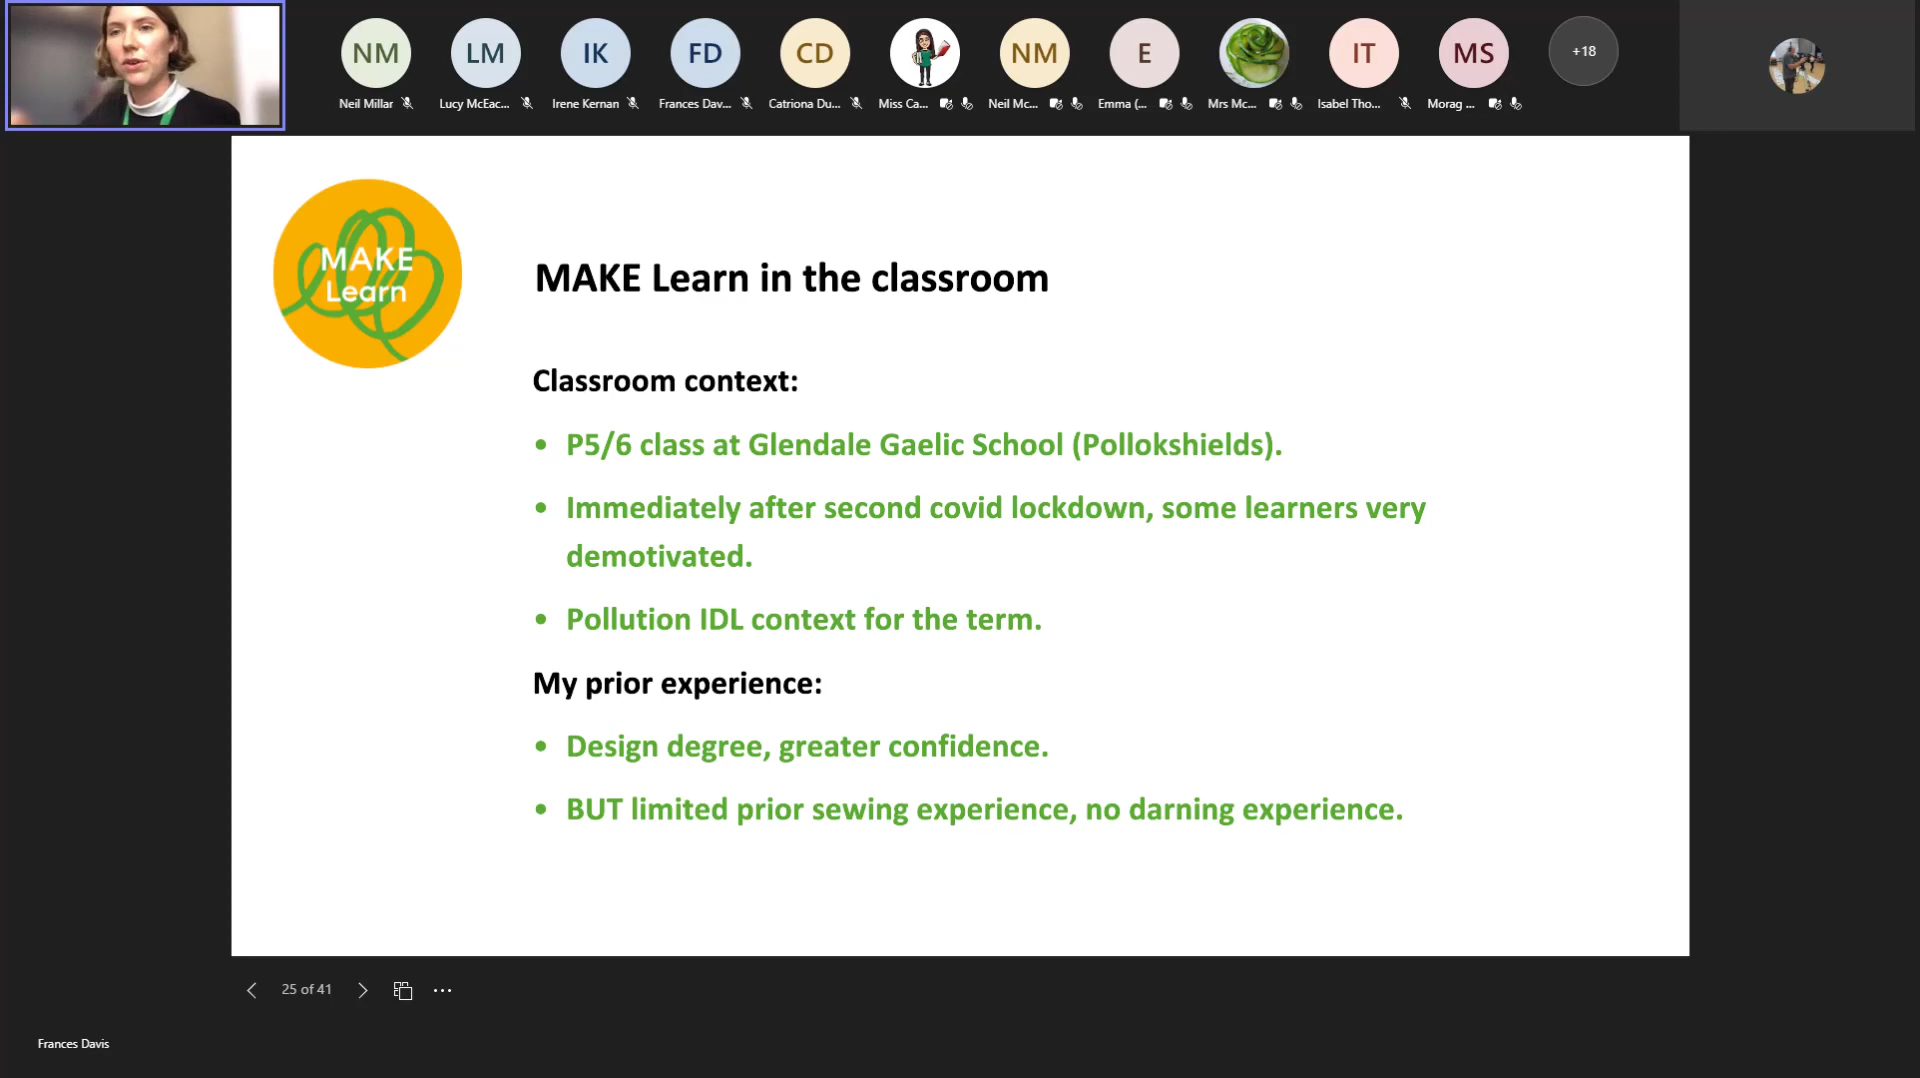 NM
LM
IK
FD
CD
NM
E
IT
MS
+18
Neil Millar
Lucy McEac...
Irene Kernan
Frances Dav...
Catriona Du...
Miss Ca...
Neil Mc...
Emma (...
Mrs Mc...
Isabel Tho...
Morag ...
MAKE
Learn
MAKE Learn in the classroom
Classroom context:
• P5/6 class at Glendale Gaelic School (Pollokshields).
• Immediately after second covid lockdown, some learners very
demotivated.
• Pollution IDL context for the term.
My prior experience:
• Design degree, greater confidence.
• BUT limited prior sewing experience, no darning experience.
25 of 41
Frances Davis